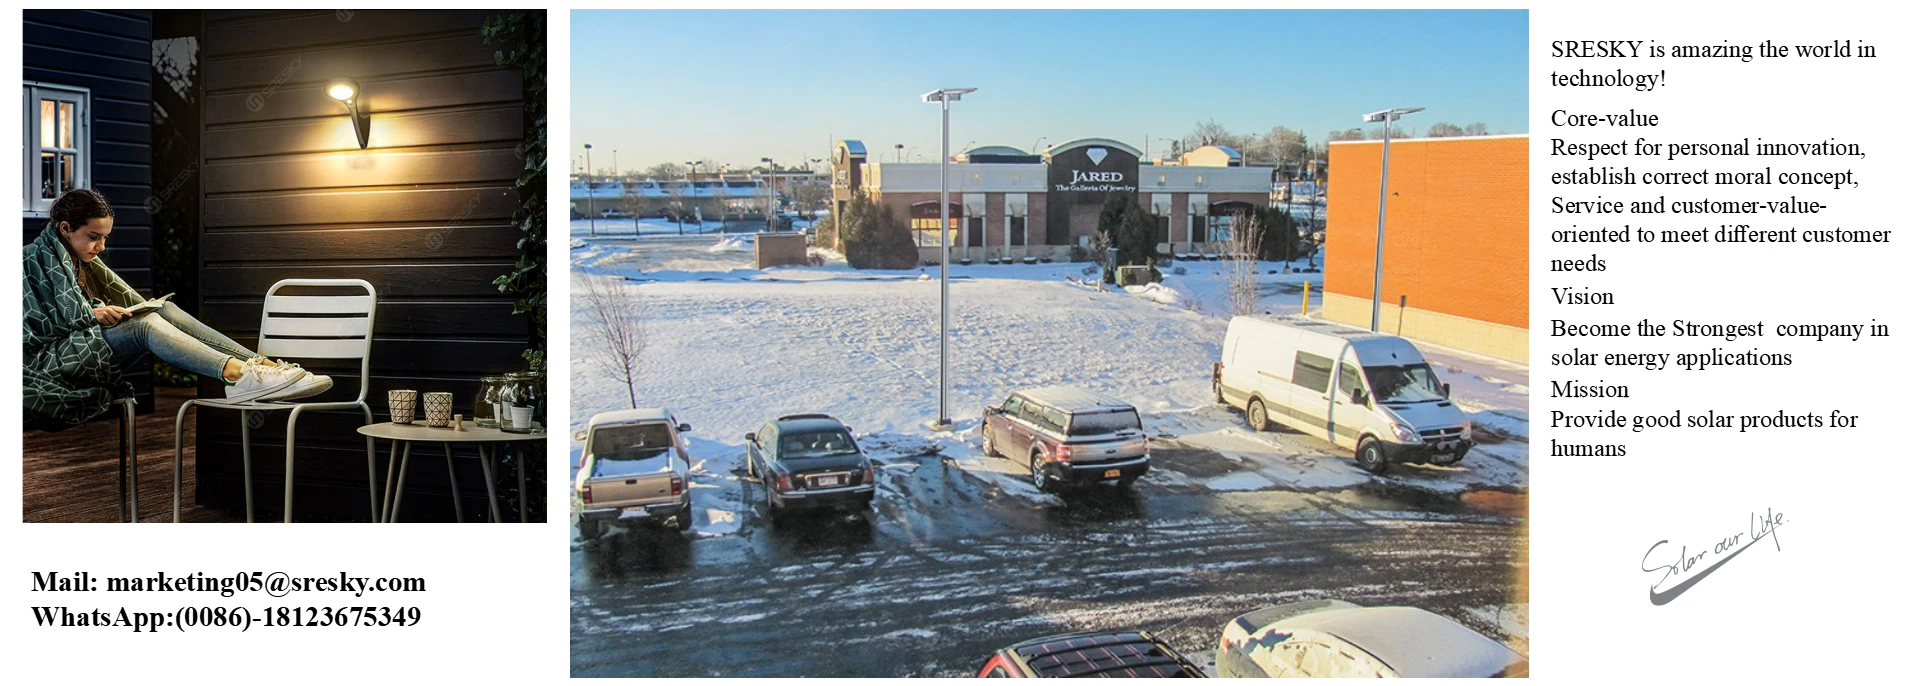 SRESKY
SRESKY
SRESKY
Mail: marketing05@sresky.com
WhatsApp:(0086)-18123675349
JARED
The Galleria Of Jewelry
SRESKY is amazing the world in
technology!
Core-value
Respect for personal innovation,
establish correct moral concept,
Service and customer-value-
oriented to meet different customer
needs
Vision
Become the Strongest  company in
solar energy applications
Mission
Provide good solar products for
humans
Solar our Life.